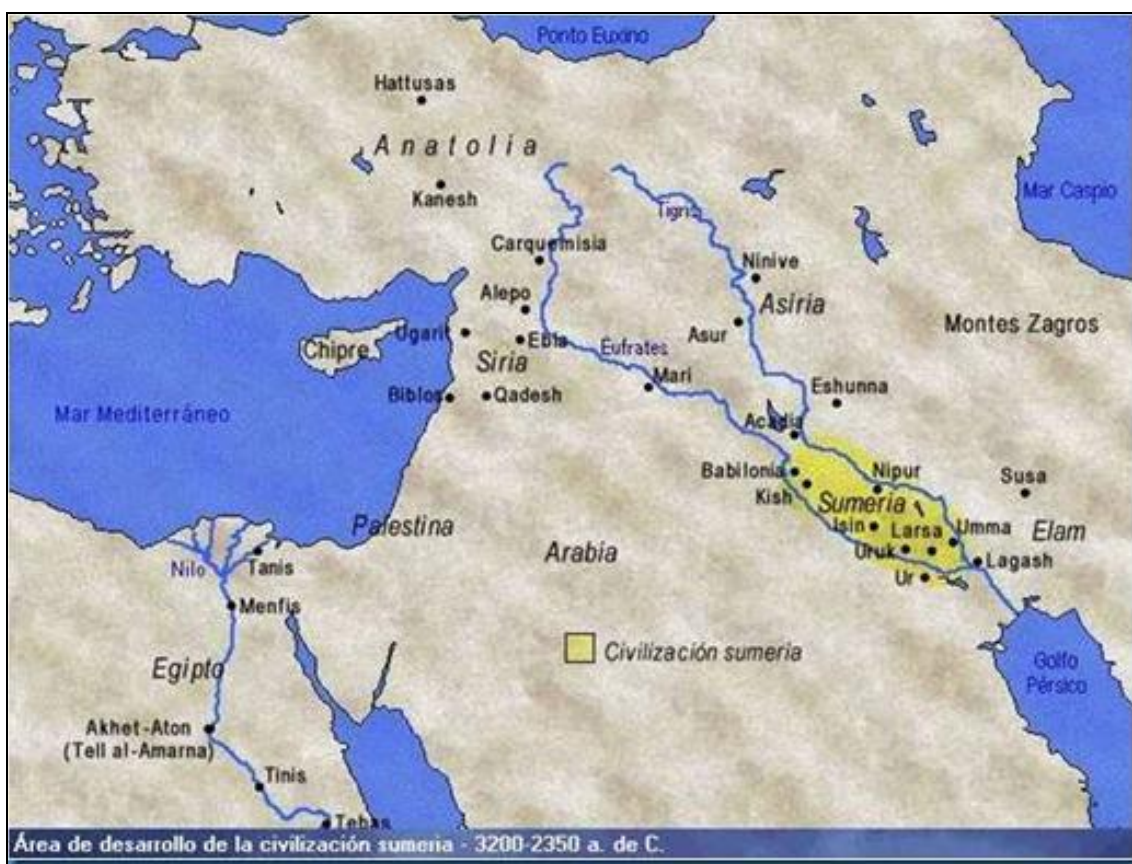 Ponto Euxino
Hattusas
Anatolia
Kanesh
Mar Caspio
Tigris
Carquemisia
Ninive
Alepo
Asiria
Ugarit
Ebla
Asur
Montes Zagros
Chipre
Siria
Éufrates
Mari
Eshunna
Biblos
Qadesh
Mar Mediterráneo
Acadia
Babilonia
Nipur
Susa
Kish
Sumeria
Isin
Larsa
Umma
Elam
Palestina
Arabia
Uruk
Lagash
Ur
Nilo
Tanis
Menfis
Civilización sumeria
Egipto
Golfo
Pérsico
Akhet-Aton
(Tell al-Amarna)
Tinis
Tebas
Área de desarrollo de la civilización sumeria - 3200-2350 a. de C.